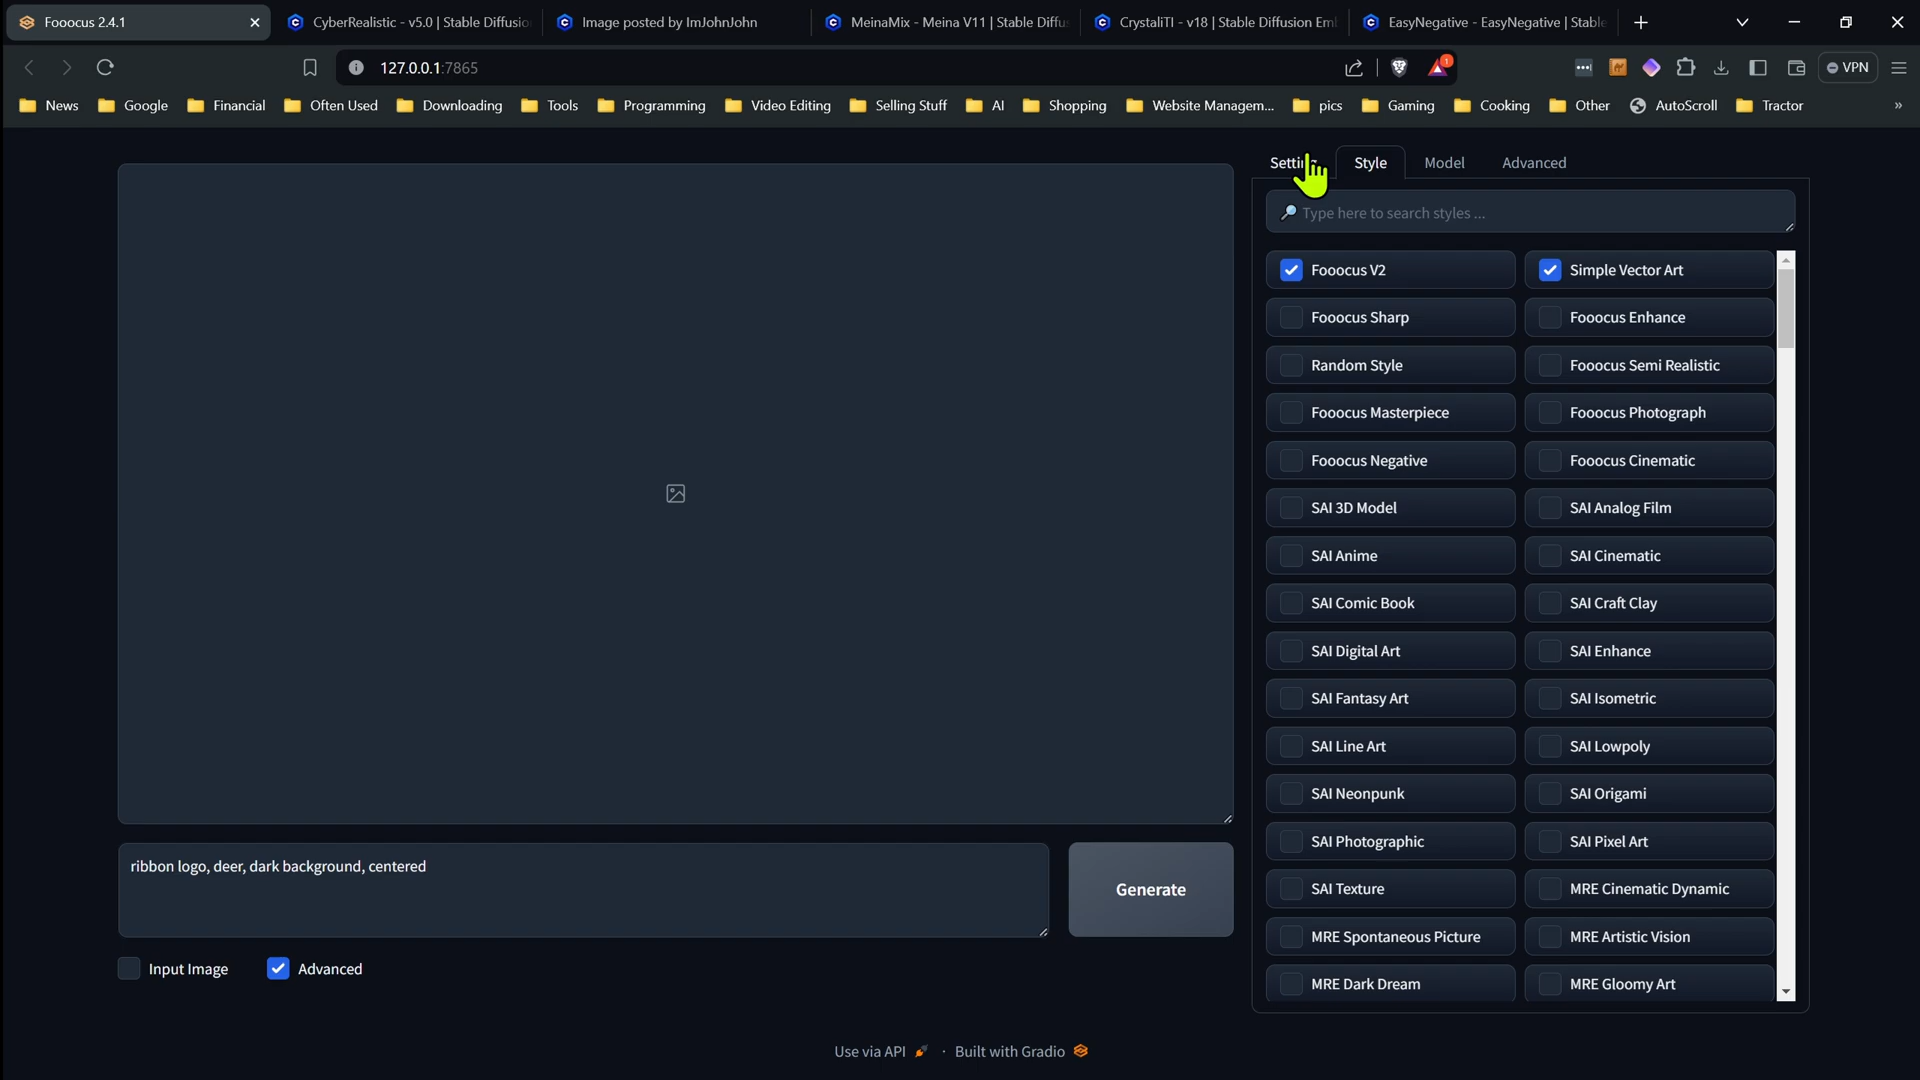 Fooocus 2.4.1
CyberRealistic - v5.0 | Stable Diffusio
Image posted by ImJohnJohn
MeinaMix - Meina V11 | Stable Diffus
CrystaliTI - v18 | Stable Diffusion Emb
EasyNegative - EasyNegative | Stable
127.0.0.1:7865
1
VPN
News
Google
Financial
Often Used
Downloading
Tools
Programming
Video Editing
Selling Stuff
AI
Shopping
Website Managem...
pics
Gaming
Cooking
Other
AutoScroll
Tractor
»
Style
Model
Advanced
Type here to search styles ...
Fooocus V2
Simple Vector Art
Fooocus Sharp
Fooocus Enhance
Random Style
Fooocus Semi Realistic
Fooocus Masterpiece
Fooocus Photograph
Fooocus Negative
Fooocus Cinematic
SAI 3D Model
SAI Analog Film
SAI Anime
SAI Cinematic
SAI Comic Book
SAI Craft Clay
SAI Digital Art
SAI Enhance
SAI Fantasy Art
SAI Isometric
SAI Line Art
SAI Lowpoly
SAI Neonpunk
SAI Origami
SAI Photographic
SAI Pixel Art
SAI Texture
MRE Cinematic Dynamic
MRE Spontaneous Picture
MRE Artistic Vision
MRE Dark Dream
MRE Gloomy Art
ribbon logo, deer, dark background, centered
Generate
Input Image
Advanced
Use via API
· Built with Gradio